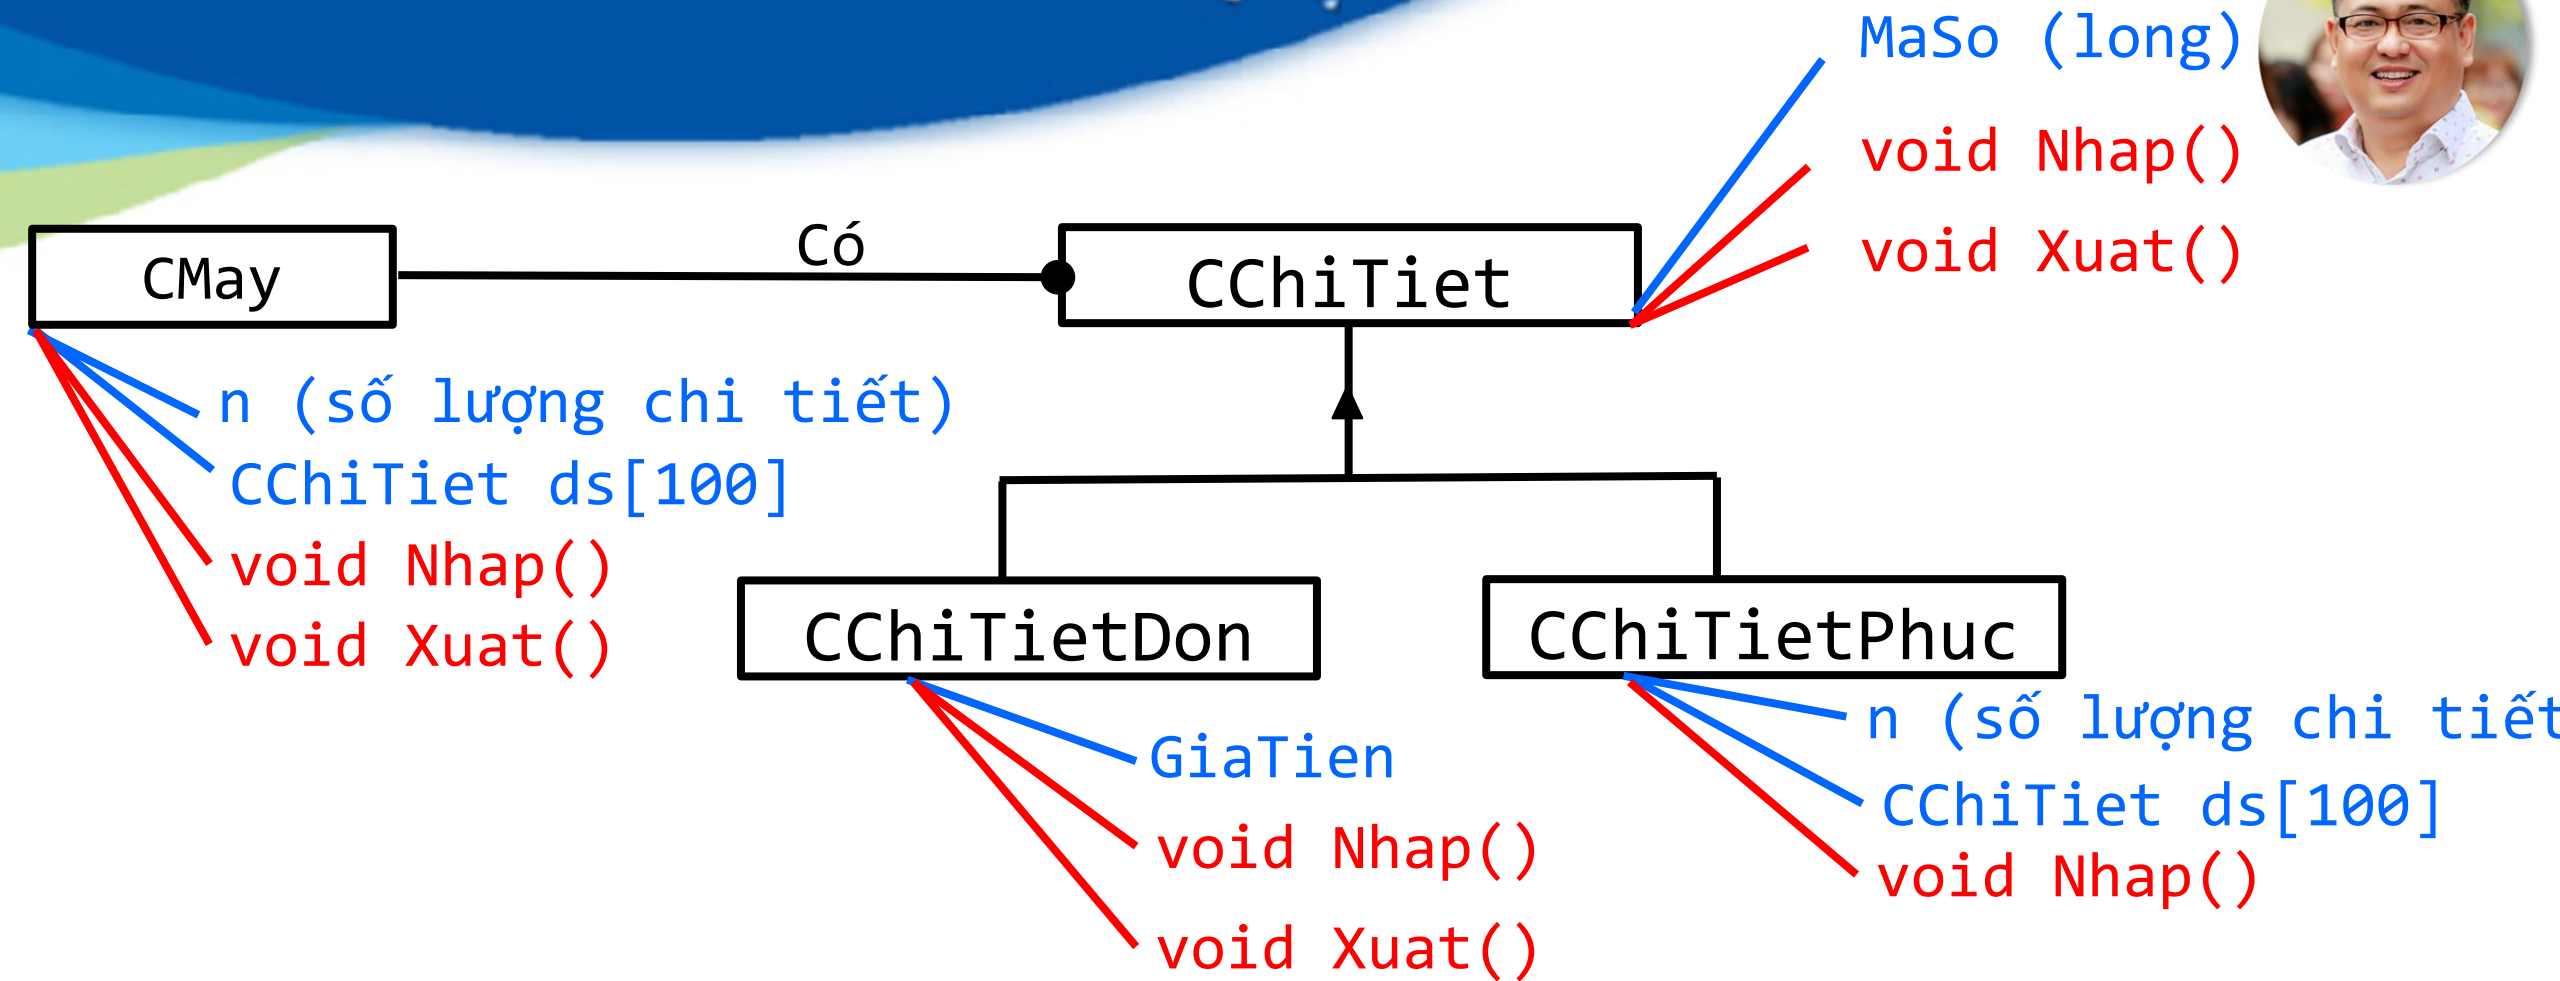 MaSo (long)
void Nhap()
void Xuat()
CMay
Có
CChiTiet
n (số lượng chi tiết)
CChiTiet ds[100]
void Nhap()
void Xuat()
CChiTietDon
GiaTien
void Nhap()
void Xuat()
CChiTietPhuc
n (số lượng chi tiết
CChiTiet ds[100]
void Nhap()